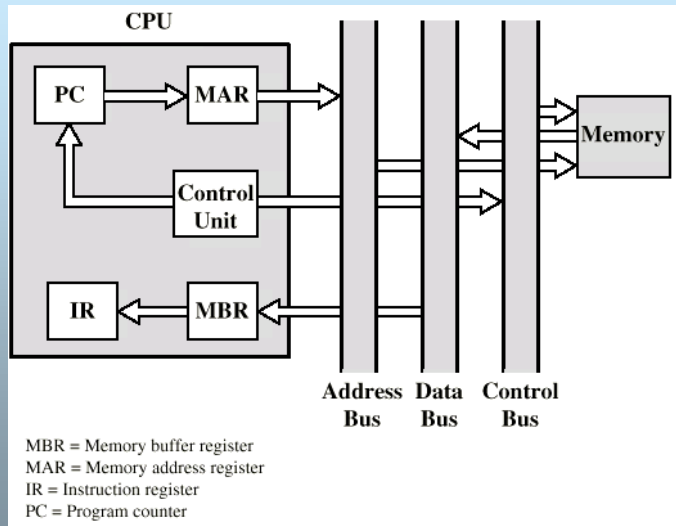 CPU
PC
MAR
Memory
Control
Unit
IR
MBR
Address
Bus
Data
Bus
Control
Bus
MBR = Memory buffer register
MAR = Memory address register
IR = Instruction register
PC = Program counter